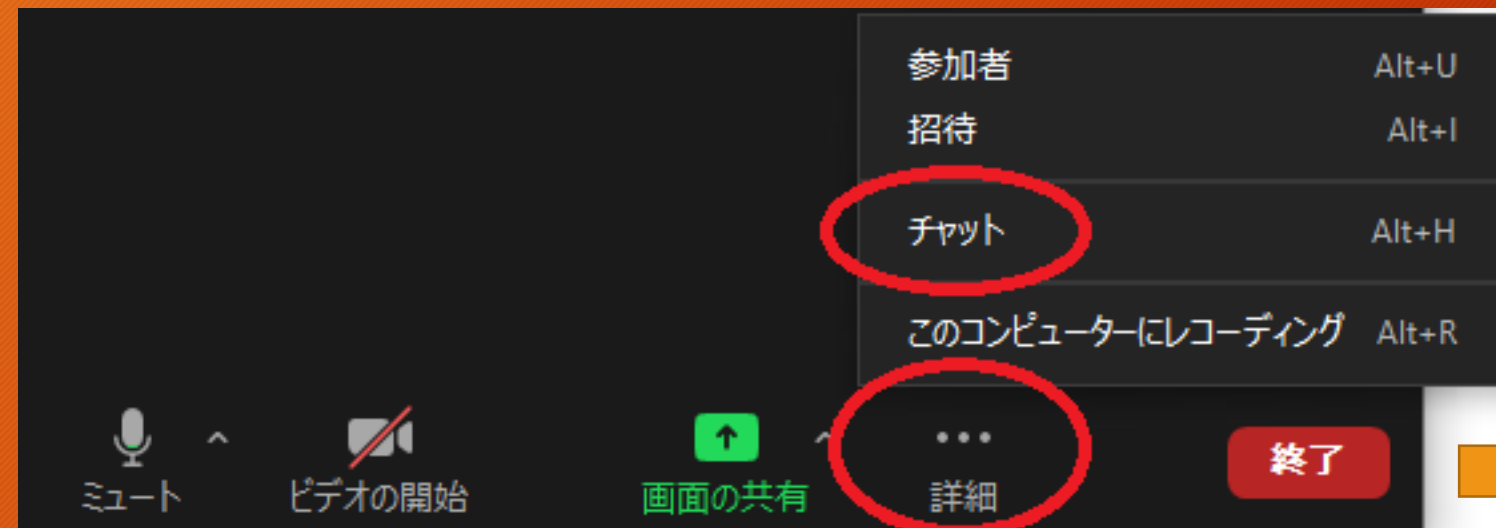 参加者 Alt+U
招待 Alt+I
チャット Alt+H
このコンピューターにレコーディング Alt+R
ミュート ビデオの開始 画面の共有 詳細 終了